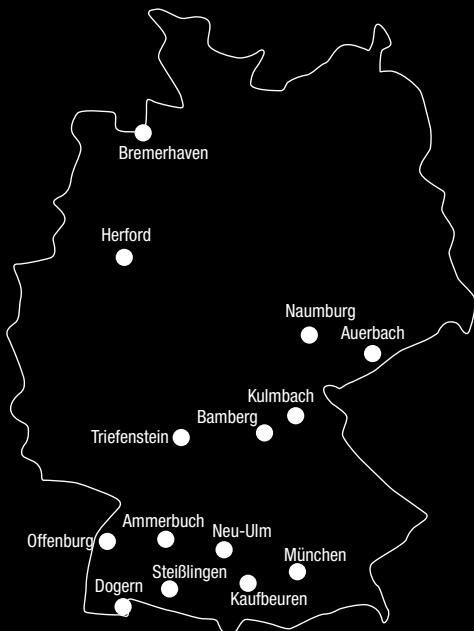 Bremerhaven
Herford
Naumburg
Auerbach
Kulmbach
Bamberg
Triefenstein
Ammerbuch
Neu-Ulm
Offenburg
München
Steißlingen
Dogern
Kaufbeuren